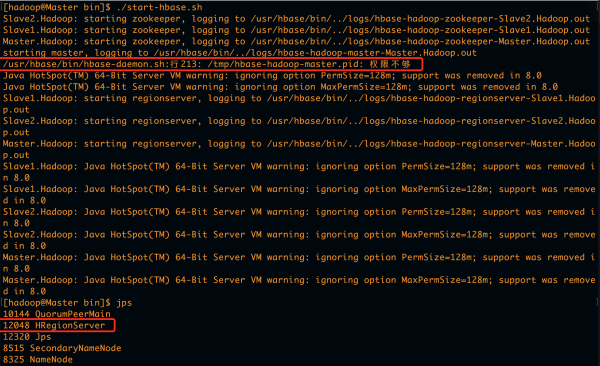 [hadoop@Master bin]$ ./start-hbase.sh
Slave2.Hadoop: starting zookeeper, logging to /usr/hbase/bin/../logs/hbase-hadoop-zookeeper-Slave2.Hadoop.out
Slave1.Hadoop: starting zookeeper, logging to /usr/hbase/bin/../logs/hbase-hadoop-zookeeper-Slave1.Hadoop.out
Master.Hadoop: starting zookeeper, logging to /usr/hbase/bin/../logs/hbase-hadoop-zookeeper-Master.Hadoop.out
starting master, logging to /usr/hbase/bin/../logs/hbase-hadoop-master-Master.Hadoop.out
/usr/hbase/bin/hbase-daemon.sh:行213: /tmp/hbase-hadoop-master.pid: 权限不够
Java HotSpot(TM) 64-Bit Server VM warning: ignoring option PermSize=128m; support was removed in 8.0
Java HotSpot(TM) 64-Bit Server VM warning: ignoring option MaxPermSize=128m; support was removed in 8.0
Slave1.Hadoop: starting regionserver, logging to /usr/hbase/bin/../logs/hbase-hadoop-regionserver-Slave1.Hadoo
p.out
Slave2.Hadoop: starting regionserver, logging to /usr/hbase/bin/../logs/hbase-hadoop-regionserver-Slave2.Hadoo
p.out
Master.Hadoop: starting regionserver, logging to /usr/hbase/bin/../logs/hbase-hadoop-regionserver-Master.Hadoo
p.out
Slave1.Hadoop: Java HotSpot(TM) 64-Bit Server VM warning: ignoring option PermSize=128m; support was removed i
n 8.0
Slave1.Hadoop: Java HotSpot(TM) 64-Bit Server VM warning: ignoring option MaxPermSize=128m; support was remove
d in 8.0
Slave2.Hadoop: Java HotSpot(TM) 64-Bit Server VM warning: ignoring option PermSize=128m; support was removed i
n 8.0
Slave2.Hadoop: Java HotSpot(TM) 64-Bit Server VM warning: ignoring option MaxPermSize=128m; support was remove
d in 8.0
Master.Hadoop: Java HotSpot(TM) 64-Bit Server VM warning: ignoring option PermSize=128m; support was removed i
n 8.0
Master.Hadoop: Java HotSpot(TM) 64-Bit Server VM warning: ignoring option MaxPermSize=128m; support was remove
d in 8.0
[hadoop@Master bin]$ jps
10144 QuorumPeerMain
12048 HRegionServer
12320 Jps
8515 SecondaryNameNode
8325 NameNode